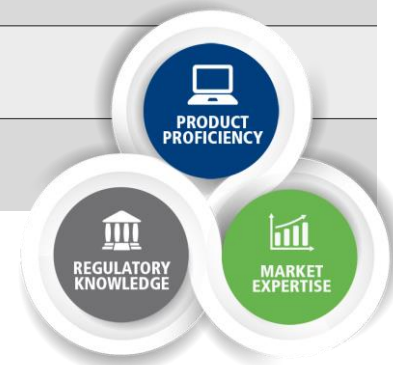 PRODUCT
PROFICIENCY
REGULATORY
KNOWLEDGE
MARKET
EXPERTISE